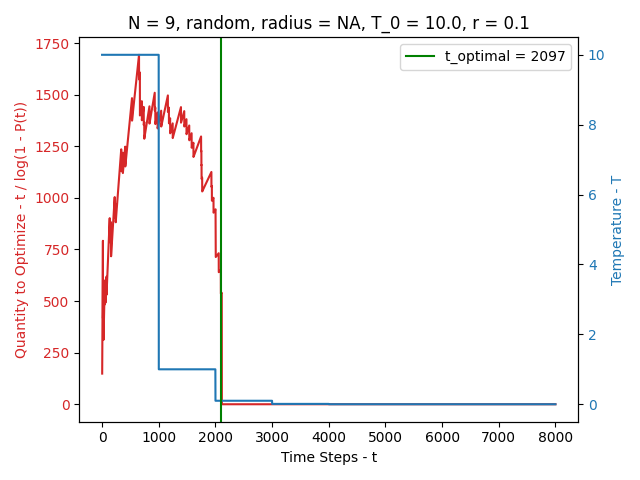 N = 9, random, radius = NA, T_0 = 10.0, r = 0.1
t_optimal = 2097
Quantity to Optimize - t / log(1 - P(t))
1750
1500
1250
1000
750
500
250
0
10
8
6
4
2
0
Temperature - T
0 1000 2000 3000 4000 5000 6000 7000 8000
Time Steps - t